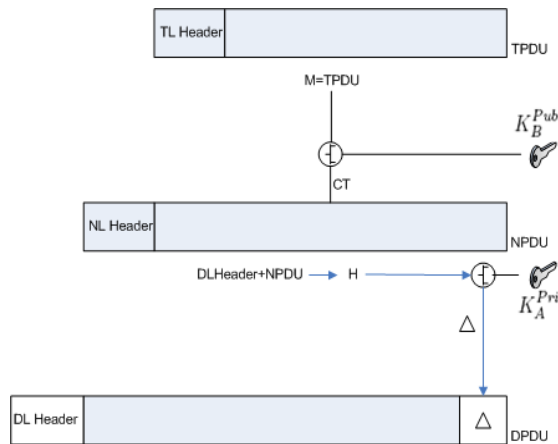 TL Header
TPDU
M=TPDU
K_B^{Pub}
CT
NL Header
NPDU
DLHeader+NPDU H
K_A^{Pri}
△
DL Header
△
DPDU